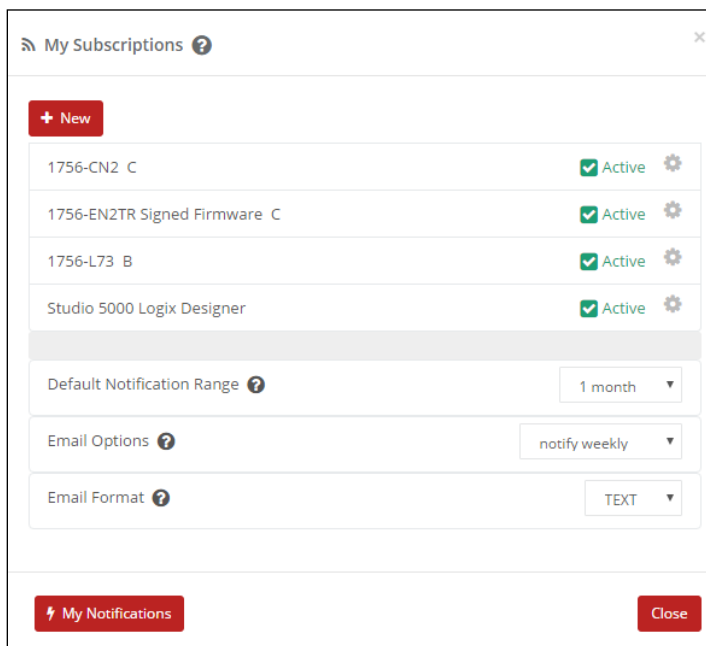 My Subscriptions ?
×
+ New
1756-CN2 C Active
1756-EN2TR Signed Firmware C Active
1756-L73 B Active
Studio 5000 Logix Designer Active
Default Notification Range ? 1 month
Email Options ? notify weekly
Email Format ? TEXT
My Notifications Close